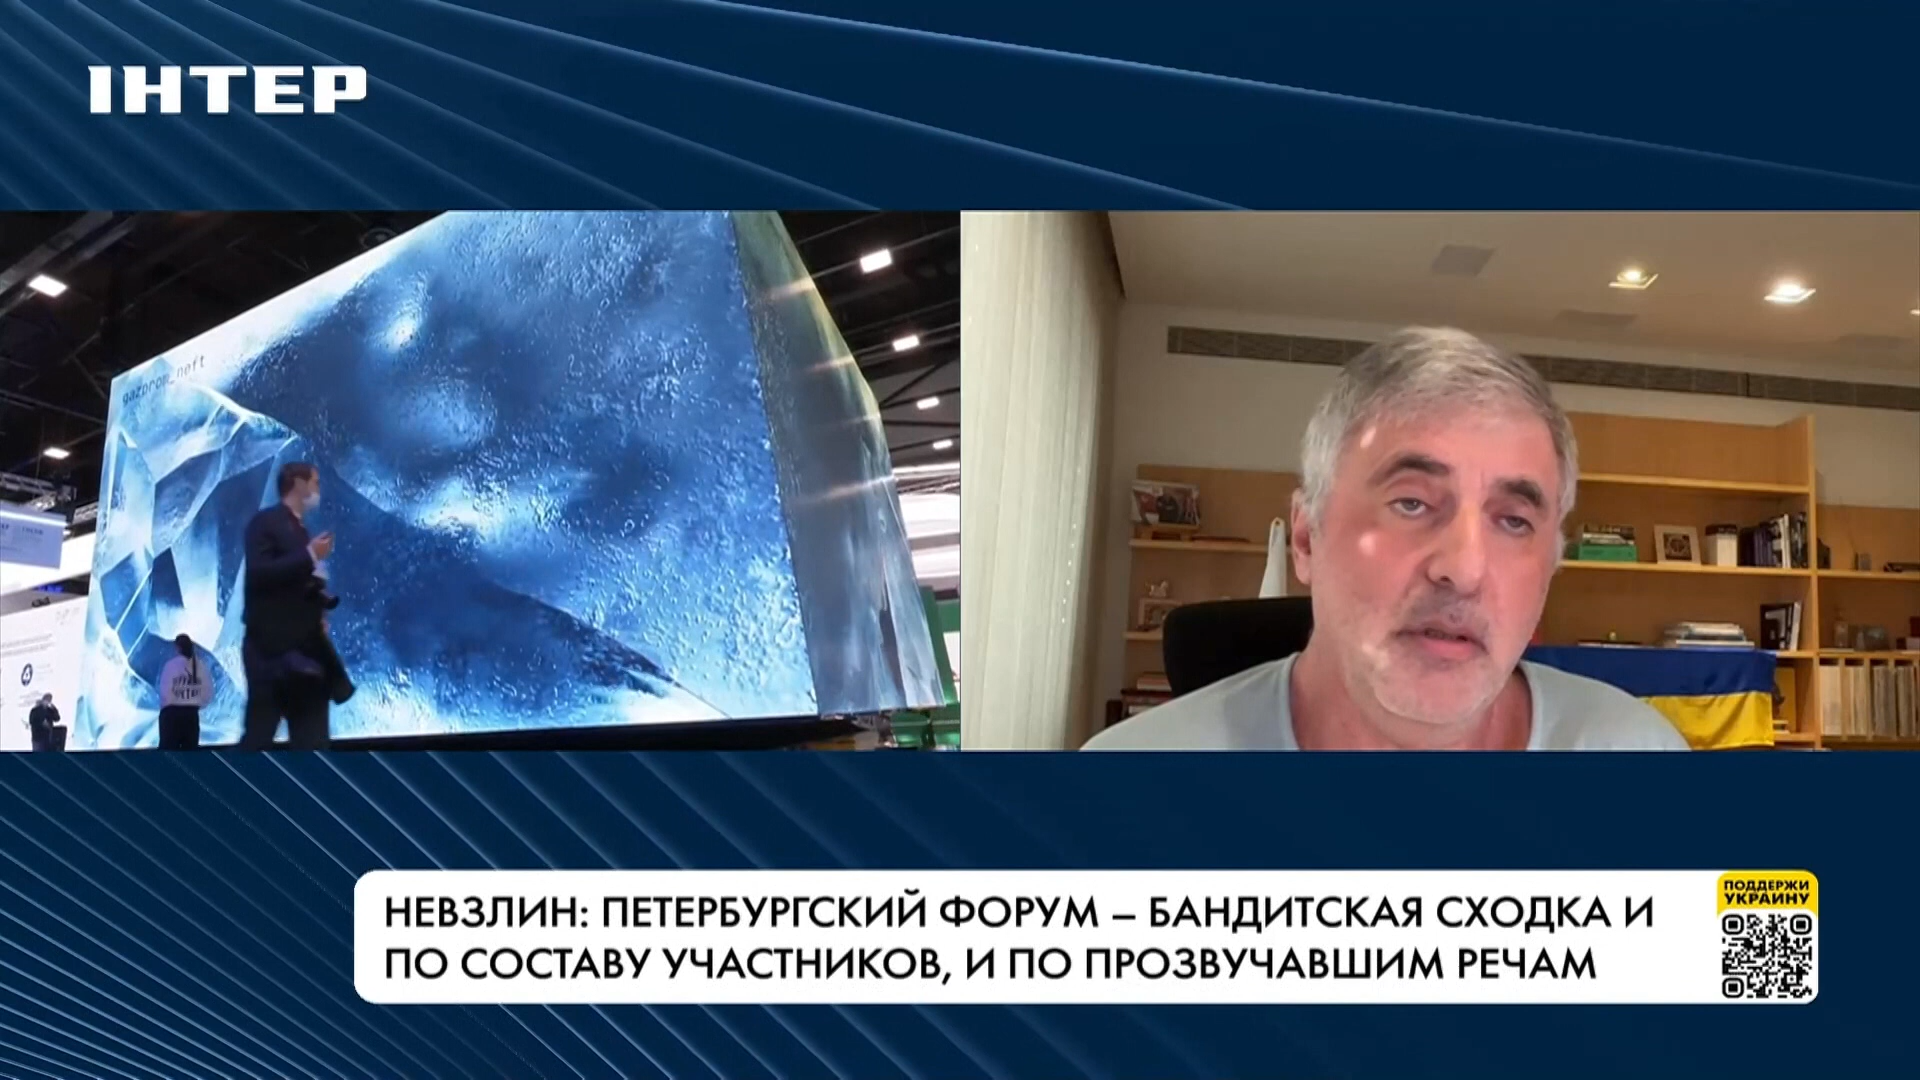 ІНТЕР
gazprom_neft
НЕВЗЛИН: ПЕТЕРБУРГСКИЙ ФОРУМ – БАНДИТСКАЯ СХОДКА И
ПО СОСТАВУ УЧАСТНИКОВ, И ПО ПРОЗВУЧАВШИМ РЕЧАМ
ПОДДЕРЖИ
УКРАИНУ